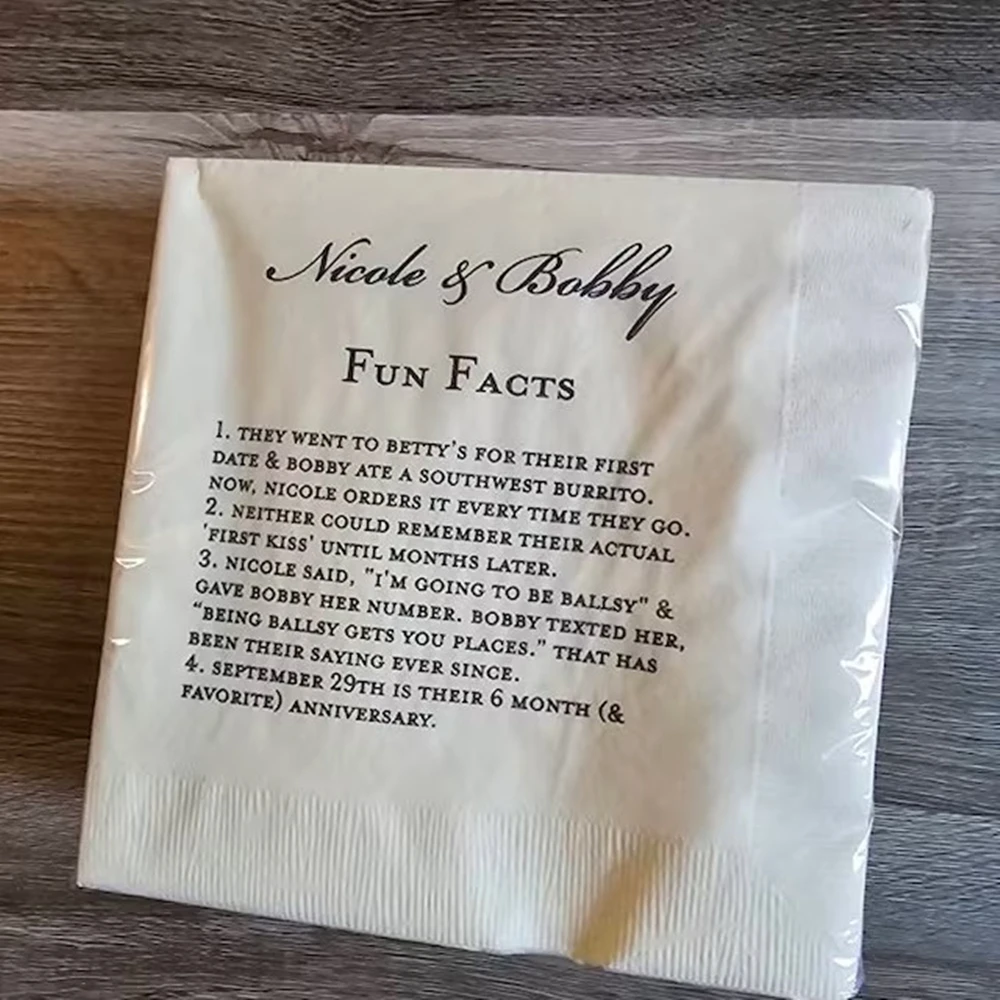 Nicole & Bobby
FUN FACTS
1. THEY WENT TO BETTY'S FOR THEIR FIRST
DATE & BOBBY ATE A SOUTHWEST BURRITO.
NOW, NICOLE ORDERS IT EVERY TIME THEY GO.
2. NEITHER COULD REMEMBER THEIR ACTUAL
'FIRST KISS' UNTIL MONTHS LATER.
3. NICOLE SAID, "I'M GOING TO BE BALLSY" &
GAVE BOBBY HER NUMBER. BOBBY TEXTED HER,
“BEING BALLSY GETS YOU PLACES.” THAT HAS
BEEN THEIR SAYING EVER SINCE.
4. SEPTEMBER 29TH IS THEIR 6 MONTH (&
FAVORITE) ANNIVERSARY.